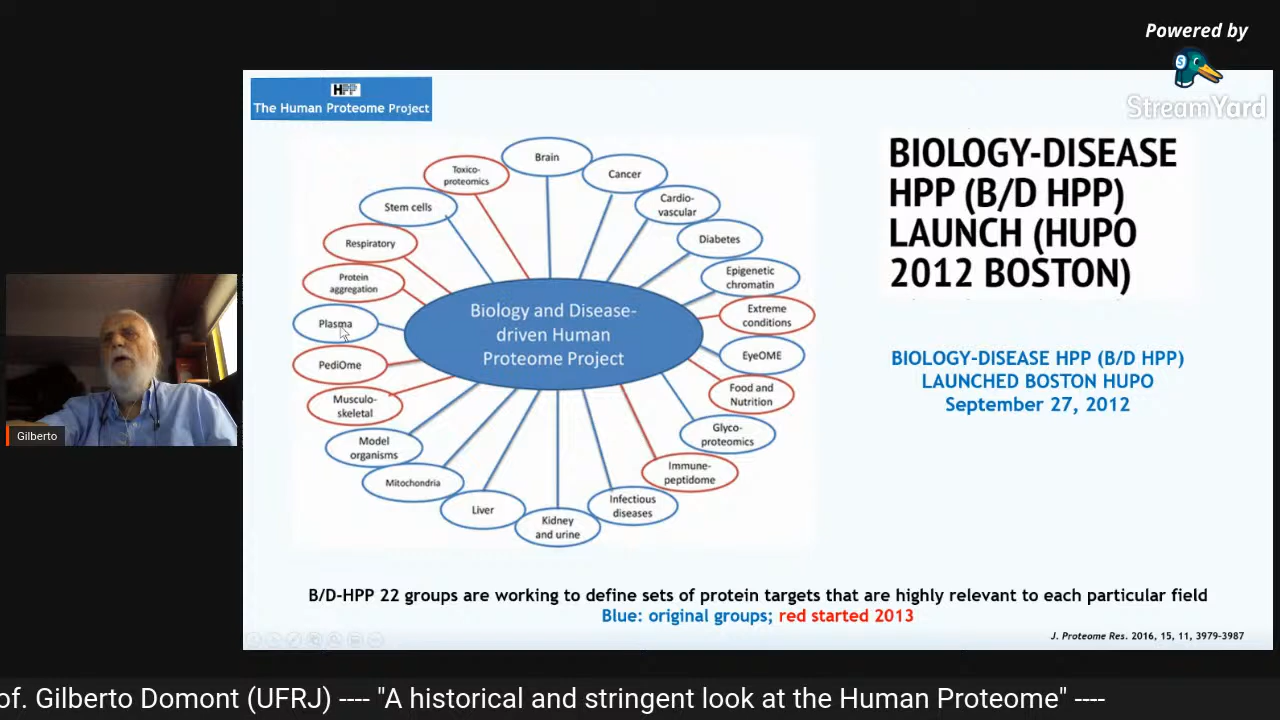 Powered by
S
StreamYard
HPP
The Human Proteome Project
BIOLOGY-DISEASE
HPP (B/D HPP)
LAUNCH (HUPO
2012 BOSTON)
Brain
Cancer
Cardio-
vascular
Diabetes
Epigenetic
chromatin
Extreme
conditions
EyeOME
Food and
Nutrition
Glyco-
proteomics
Immune-
peptidome
Infectious
diseases
Kidney
and urine
Liver
Mitochondria
Model
organisms
Musculo-
skeletal
PediOme
Plasma
Protein
aggregation
Respiratory
Stem cells
Toxico-
proteomics
Biology and Disease-
driven Human
Proteome Project
BIOLOGY-DISEASE HPP (B/D HPP)
LAUNCHED BOSTON HUPO
September 27, 2012
Gilberto
B/D-HPP 22 groups are working to define sets of protein targets that are highly relevant to each particular field
Blue: original groups; red started 2013
J. Proteome Res. 2016, 15, 11, 3979-3987
of. Gilberto Domont (UFRJ) ---- "A historical and stringent look at the Human Proteome" ----